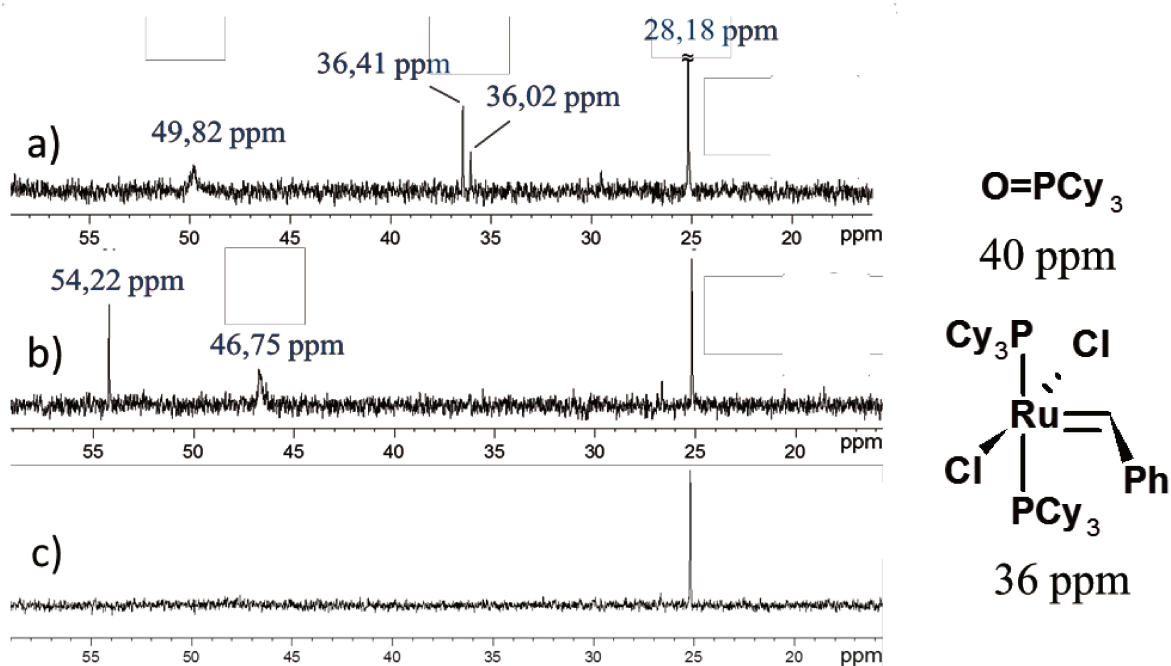 28,18 ppm
36,41 ppm
36,02 ppm
49,82 ppm
a)
55 50 45 40 35 30 25 20 ppm
54,22 ppm
46,75 ppm
b)
55 50 45 40 35 30 25 20 ppm
c)
55 50 45 40 35 30 25 20 ppm
O=PCy3
40 ppm
Cy3P
Cl
Ru
Cl
Ph
PCy3
36 ppm